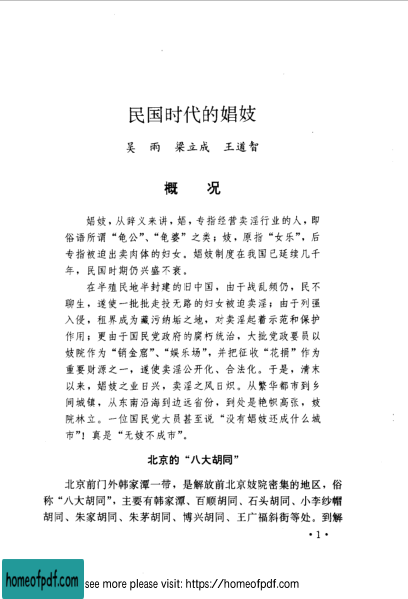 民国时代的娼妓
吴 雨 梁立成 王道智
概 况
娼妓，从辞义来讲，娼，专指经营卖淫行业的人，即
俗语所谓“龟公”、“龟婆”之类；妓，原指“女乐”，后
专指被迫出卖肉体的妇女。娼妓制度在我国已延续几千
年，民国时期仍兴盛不衰。
在半殖民地半封建的旧中国，由于战乱频仍，民不
聊生，遂使一批批走投无路的妇女被迫卖淫；由于列强
入侵，租界成为藏污纳垢之地，对卖淫起着示范和保护
作用；更由于国民党政府的腐朽统治，大批党政要员以
妓院作为“销金窟”、“娱乐场”，并把征收“花捐”作为
重要财源之一，遂使卖淫公开化、合法化。于是，清末
以来，娼妓之业日兴，卖淫之风日炽。从繁华都市到乡
间城镇，从东南沿海到边远省份，到处是艳帜高张，妓
院林立。一位国民党大员甚至说“没有娼妓还成什么城
市”！真是“无妓不成市”。
北京的“八大胡同”
北京前门外韩家潭一带，是解放前北京妓院密集的地区，俗
称“八大胡同”，主要有韩家潭、百顺胡同、石头胡同、小李纱帽
胡同、朱家胡同、朱茅胡同、博兴胡同、王广福斜街等处。到解
·1·
homeofpdf.com
see more please visit: https://homeofpdf.com